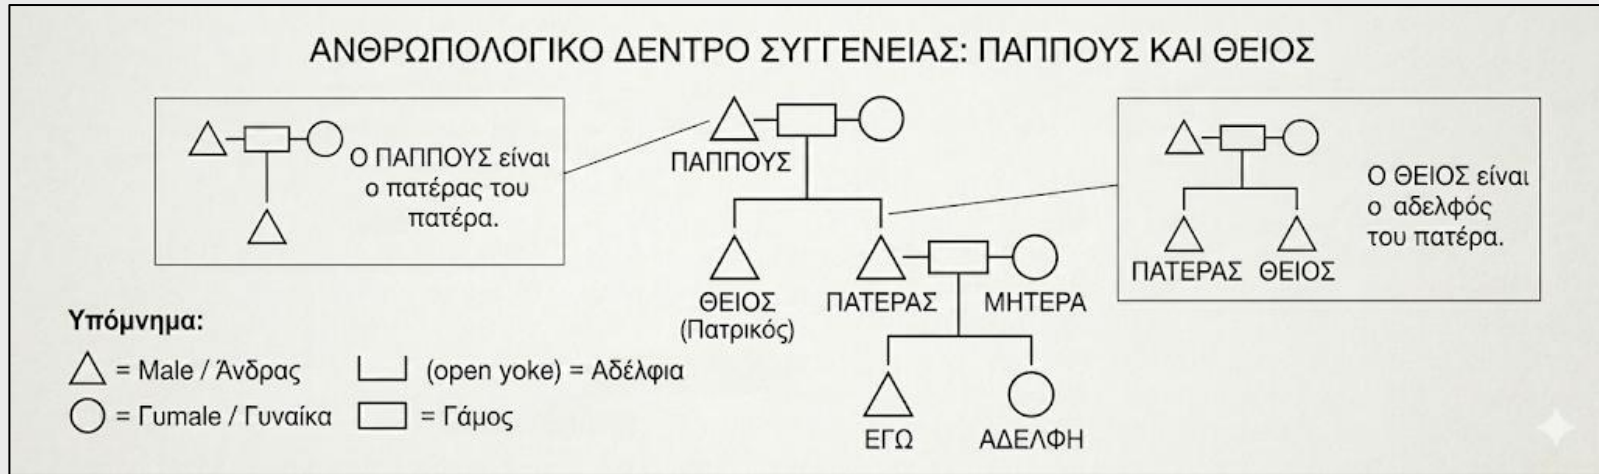 ΑΝΘΡΩΠΟΛΟΓΙΚΟ ΔΕΝΤΡΟ ΣΥΓΓΕΝΕΙΑΣ: ΠΑΠΠΟΥΣ ΚΑΙ ΘΕΙΟΣ
Ο ΠΑΠΠΟΥΣ είναι
ο πατέρας του
πατέρα.
ΠΑΠΠΟΥΣ
Ο ΘΕΙΟΣ είναι
ο αδελφός
του πατέρα.
ΠΑΤΕΡΑΣ ΘΕΙΟΣ
ΘΕΙΟΣ
(Πατρικός)
ΠΑΤΕΡΑΣ
ΜΗΤΕΡΑ
ΕΓΩ
ΑΔΕΛΦΗ
Υπόμνημα:
= Male / Άνδρας
(open yoke) = Αδέλφια
= Γumale / Γυναίκα
= Γάμος